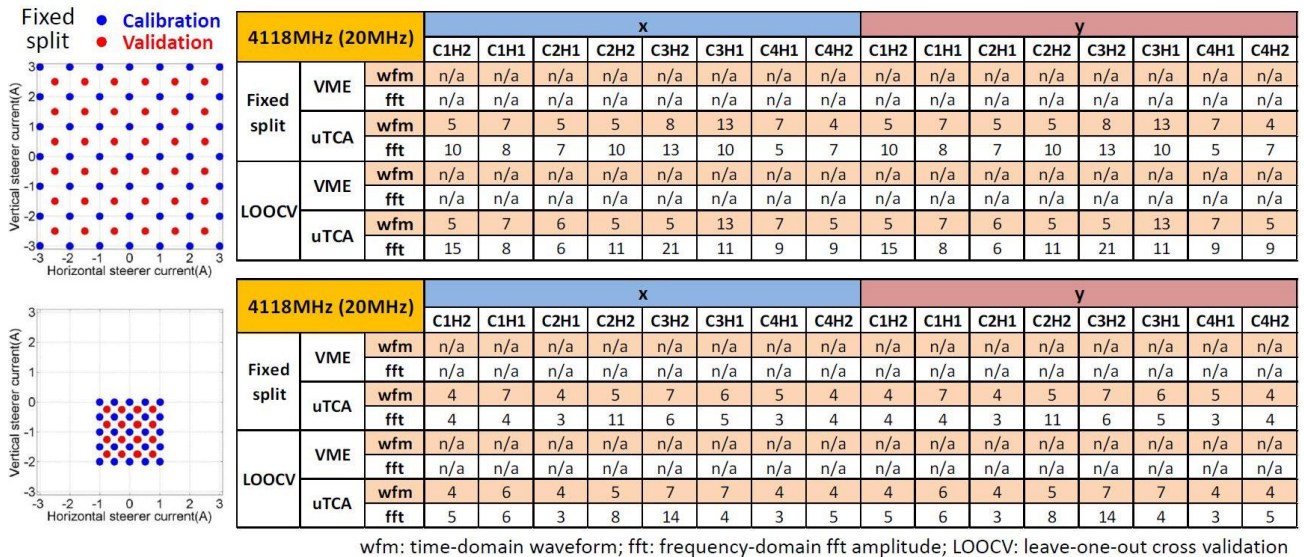 Fixed split
● Calibration
● Validation
3
2
1
0
-1
-2
-3
-3 -2 -1 0 1 2 3
Vertical steerer current(A)
Horizontal steerer current(A)
4118MHz (20MHz) x y
C1H2 C1H1 C2H1 C2H2 C3H2 C3H1 C4H1 C4H2 C1H2 C1H1 C2H1 C2H2 C3H2 C3H1 C4H1 C4H2
Fixed split VME wfm n/a n/a n/a n/a n/a n/a n/a n/a n/a n/a n/a n/a n/a n/a n/a n/a
fft n/a n/a n/a n/a n/a n/a n/a n/a n/a n/a n/a n/a n/a n/a n/a n/a
uTCA wfm 5 7 5 5 8 13 7 4 5 7 5 5 8 13 7 4
fft 10 8 7 10 13 10 5 7 10 8 7 10 13 10 5 7
LOOCV VME wfm n/a n/a n/a n/a n/a n/a n/a n/a n/a n/a n/a n/a n/a n/a n/a n/a
fft n/a n/a n/a n/a n/a n/a n/a n/a n/a n/a n/a n/a n/a n/a n/a n/a
uTCA wfm 5 7 6 5 5 13 7 5 5 7 6 5 5 13 7 5
fft 15 8 6 11 21 11 9 9 15 8 6 11 21 11 9 9
3
2
1
0
-1
-2
-3
-3 -2 -1 0 1 2 3
Vertical steerer current(A)
Horizontal steerer current(A)
4118MHz (20MHz) x y
C1H2 C1H1 C2H1 C2H2 C3H2 C3H1 C4H1 C4H2 C1H2 C1H1 C2H1 C2H2 C3H2 C3H1 C4H1 C4H2
Fixed split VME wfm n/a n/a n/a n/a n/a n/a n/a n/a n/a n/a n/a n/a n/a n/a n/a n/a
fft n/a n/a n/a n/a n/a n/a n/a n/a n/a n/a n/a n/a n/a n/a n/a n/a
uTCA wfm 4 7 4 5 7 6 5 4 4 7 4 5 7 6 5 4
fft 4 4 3 11 6 5 3 4 4 4 3 11 6 5 3 4
LOOCV VME wfm n/a n/a n/a n/a n/a n/a n/a n/a n/a n/a n/a n/a n/a n/a n/a n/a
fft n/a n/a n/a n/a n/a n/a n/a n/a n/a n/a n/a n/a n/a n/a n/a n/a
uTCA wfm 4 6 4 5 7 7 4 4 4 6 4 5 7 7 4 4
fft 5 6 3 8 14 4 3 5 5 6 3 8 14 4 3 5
wfm: time-domain waveform; fft: frequency-domain fft amplitude; LOOCV: leave-one-out cross validation